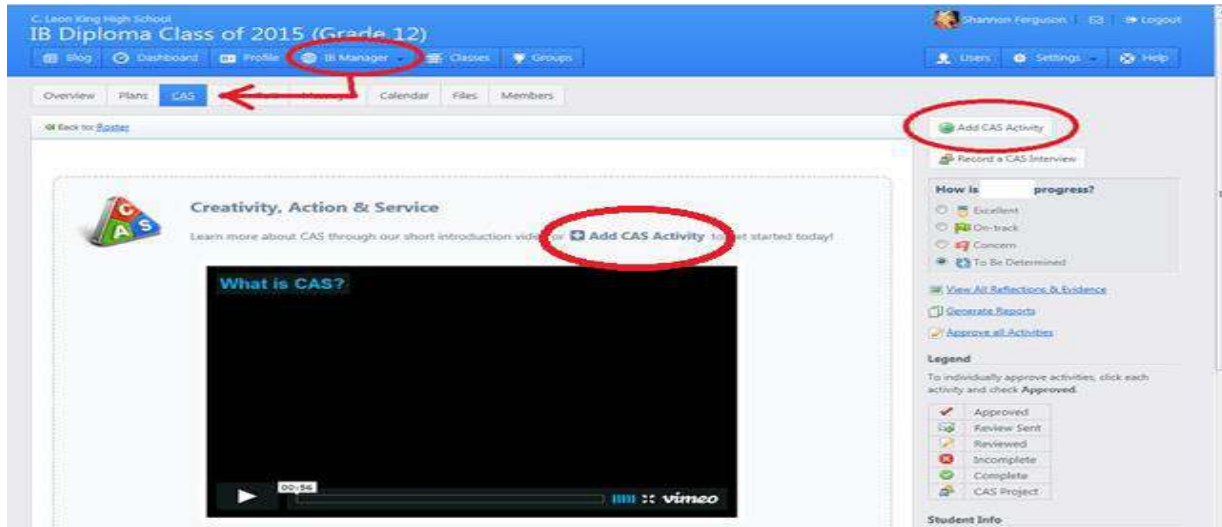 C. Leon King High School
IB Diploma Class of 2015 (Grade 12)
Shannon Ferguson
Logout
Blog Dashboard Profile IB Manager Classes Groups
Users Settings Help
Overview Plans CAS Calendar Files Members
Back to: Roster
Add CAS Activity
Record a CAS Interview
CAS
Creativity, Action & Service
Learn more about CAS through our short introduction video or Add CAS Activity to get started today!
What is CAS?
00:56
vimeo
How is progress?
Excellent
On-track
Concern
To Be Determined
View All Reflections & Evidence
Generate Reports
Approve all Activities
Legend
To individually approve activities, click each
activity and check Approved.
Approved
Review Sent
Reviewed
Incomplete
Complete
CAS Project
Student Info